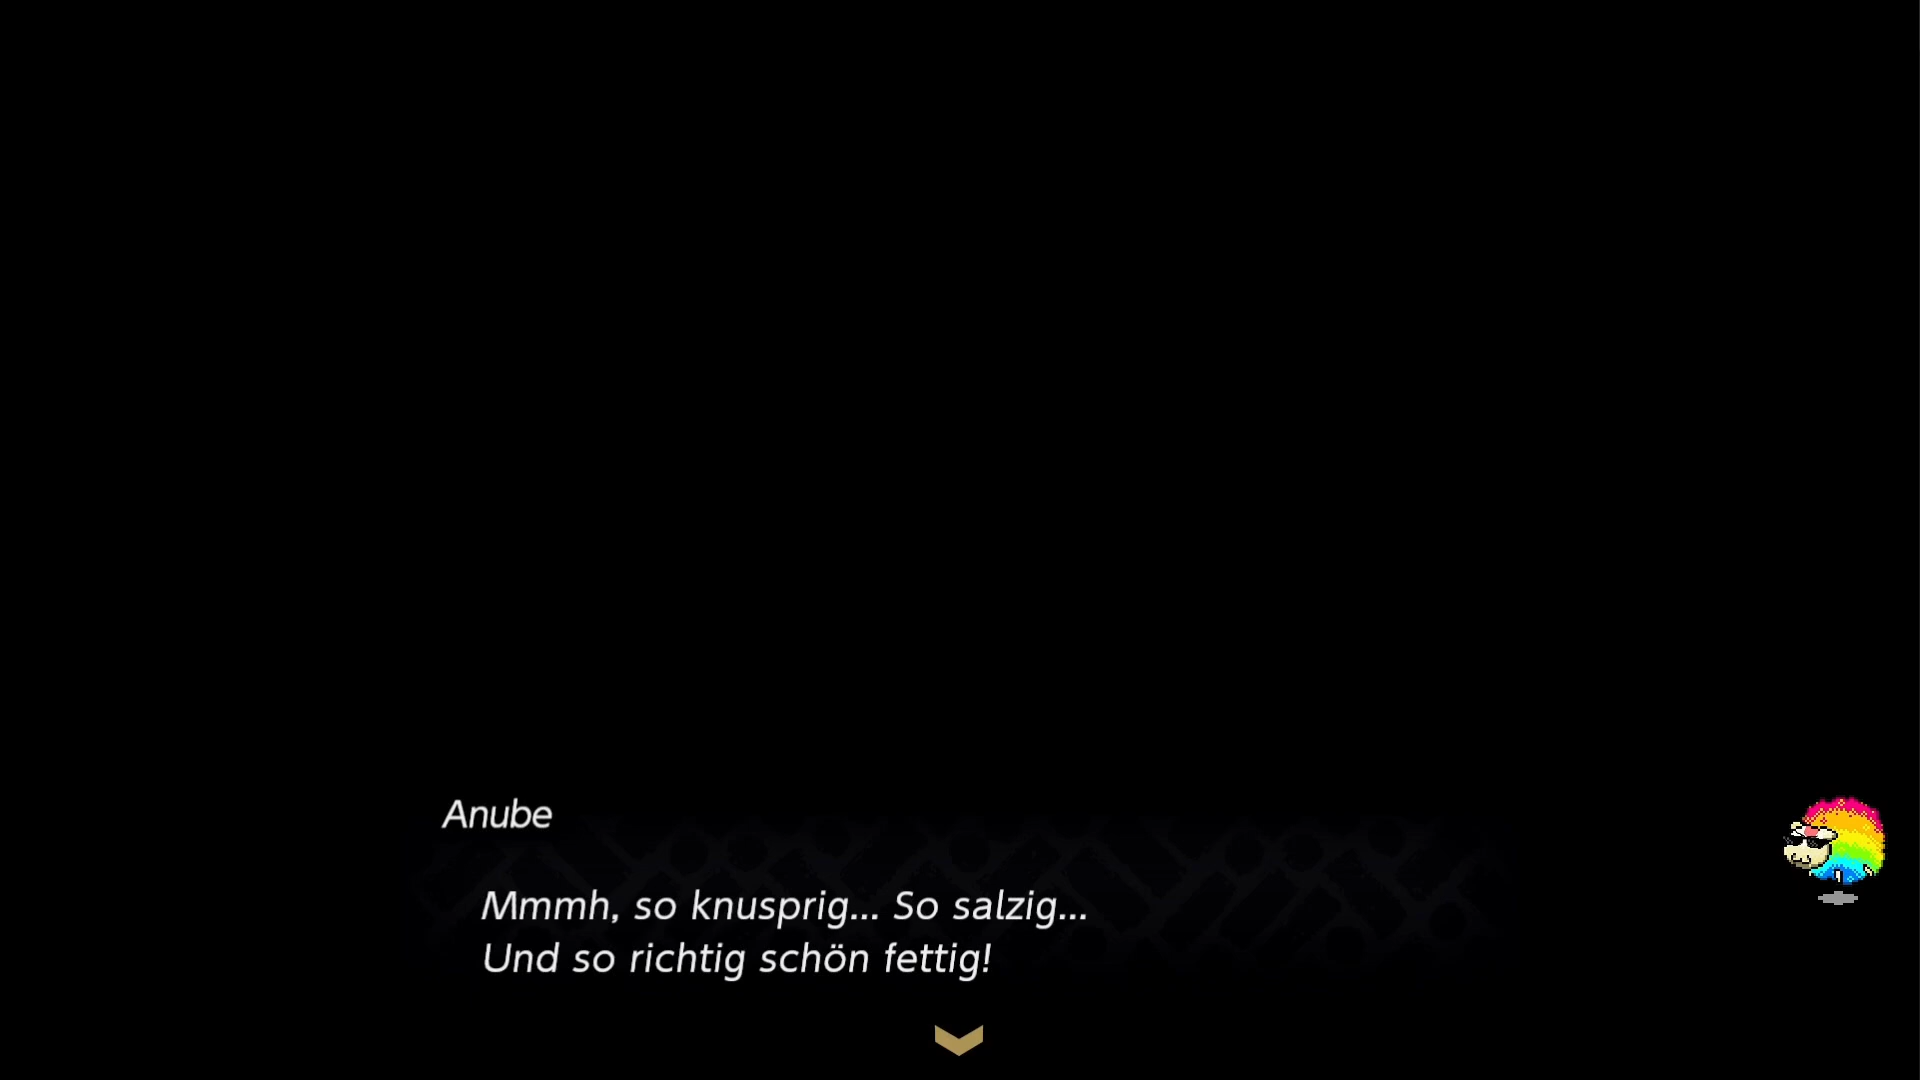 Anube
Mmmh, so knusprig... So salzig...
Und so richtig schön fettig!